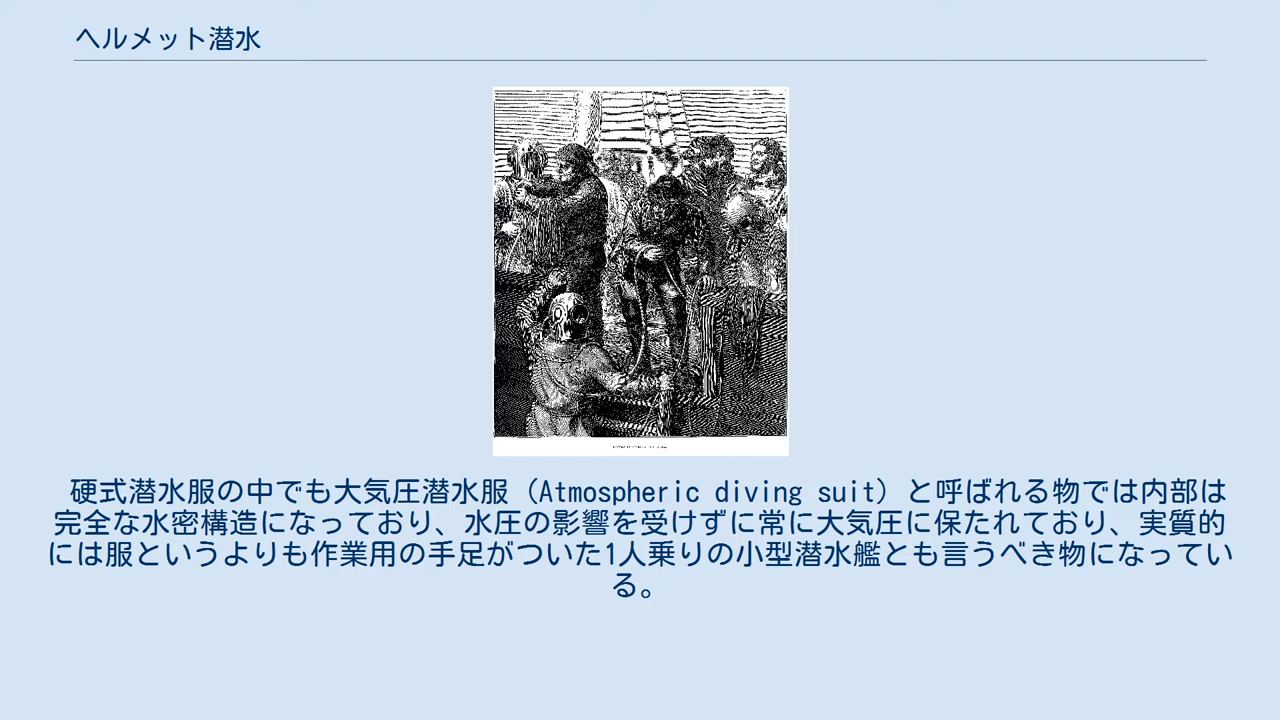 ヘルメット潜水
硬式潜水服の中でも大気圧潜水服（Atmospheric diving suit）と呼ばれる物では内部は
完全な水密構造になっており、水圧の影響を受けずに常に大気圧に保たれており、実質的
には服というよりも作業用の手足がついた1人乗りの小型潜水艦とも言うべき物になってい
る。